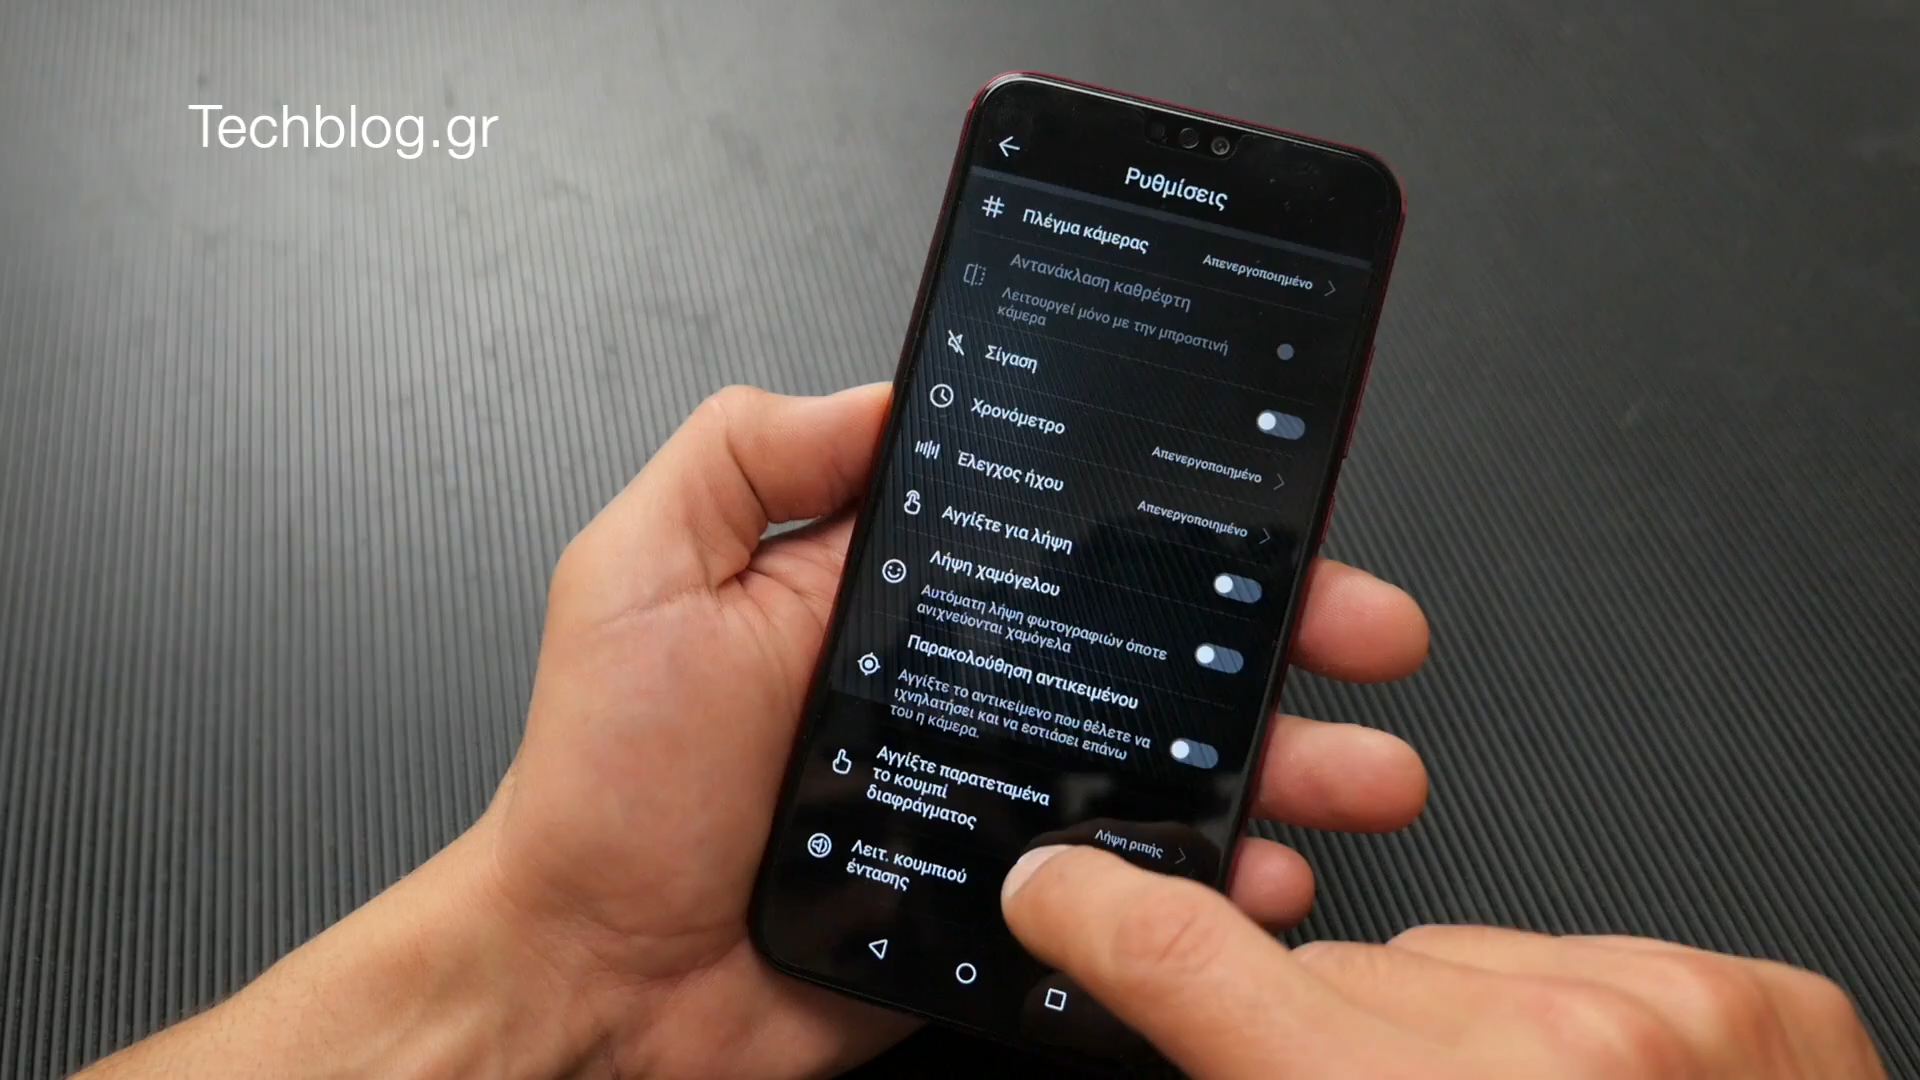 Techblog.gr
Ρυθμίσεις
Πλέγμα κάμερας
Απενεργοποιημένο
Αντανάκλαση καθρέφτη
Λειτουργεί μόνο με την μπροστινή
κάμερα
Σίγαση
Χρονόμετρο
Απενεργοποιημένο
Έλεγχος ήχου
Απενεργοποιημένο
Αγγίξτε για λήψη
Λήψη χαμόγελου
Αυτόματη λήψη φωτογραφιών όποτε
ανιχνεύονται χαμόγελα
Παρακολούθηση αντικειμένου
Αγγίξτε το αντικείμενο που θέλετε να
ιχνηλατήσει και να εστιάσει επάνω
του η κάμερα.
Αγγίξτε παρατεταμένα
το κουμπί
διαφράγματος
Λήψη ριπής
Λειτ. κουμπιού
έντασης